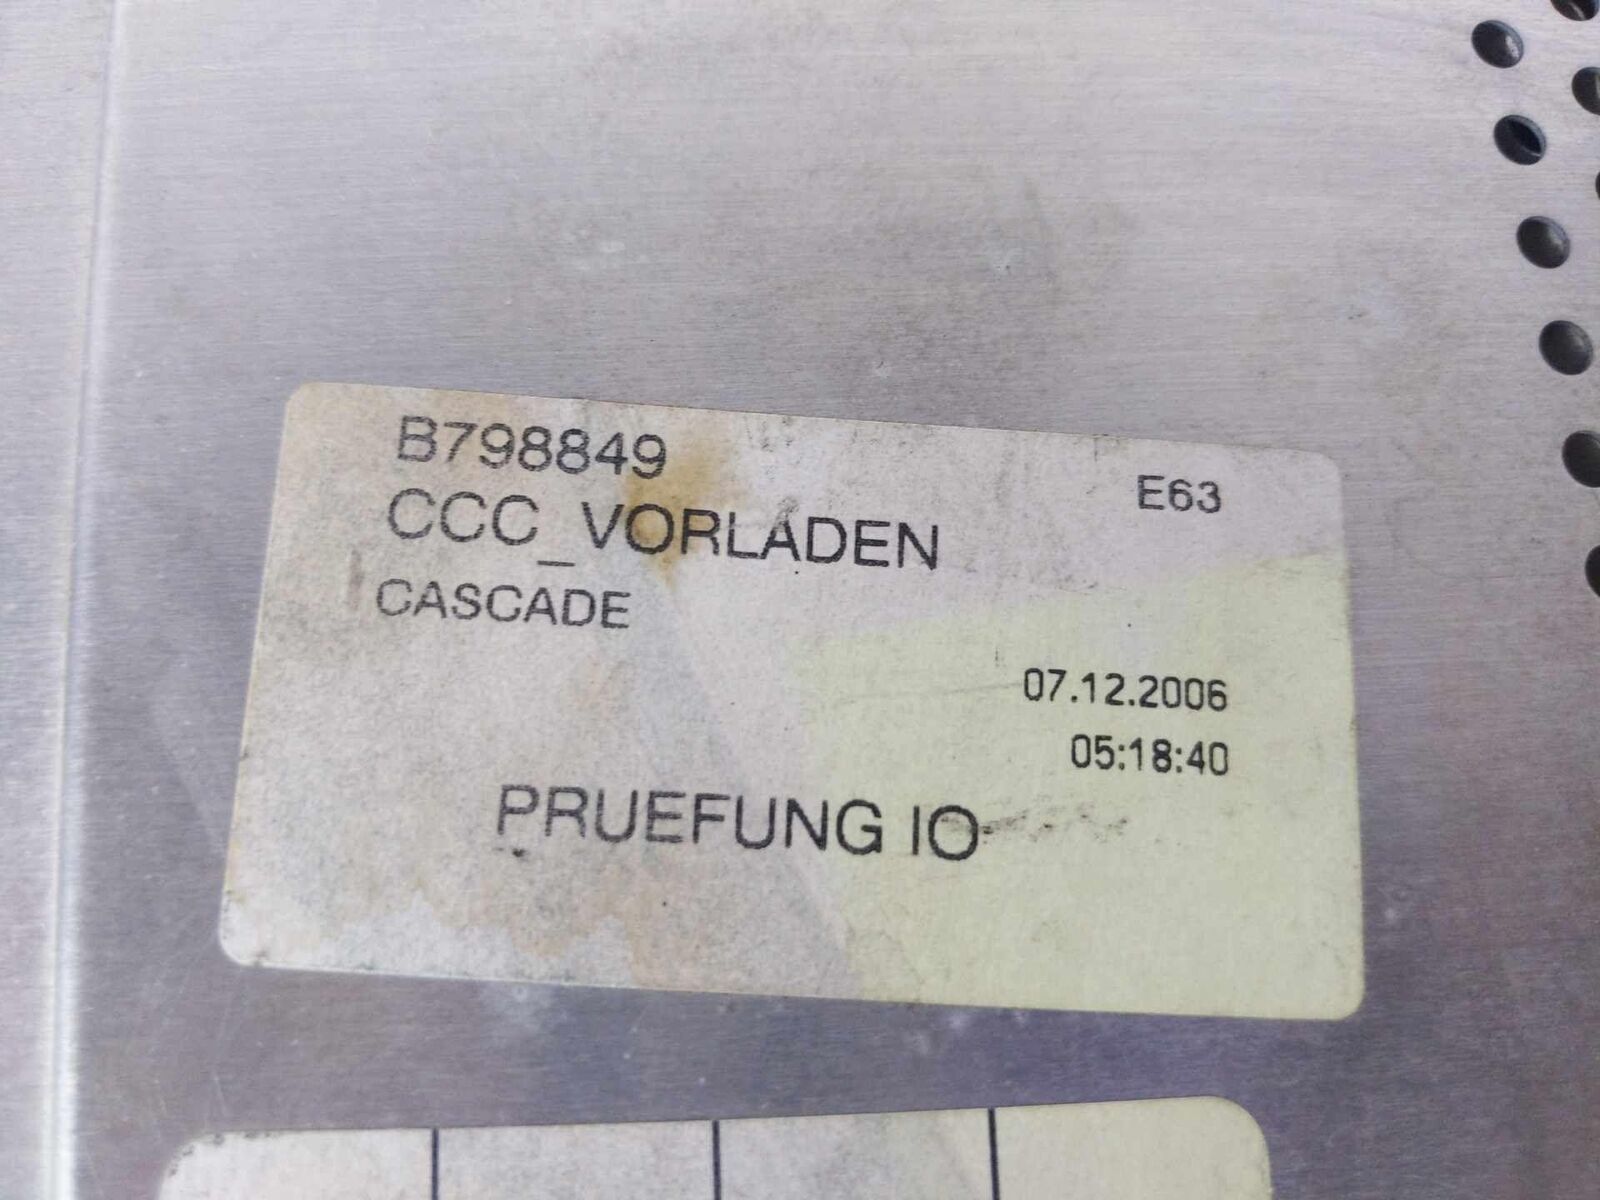 B798849
E63
CCC_VORLADEN
CASCADE
07.12.2006
05:18:40
PRUEFUNG IO